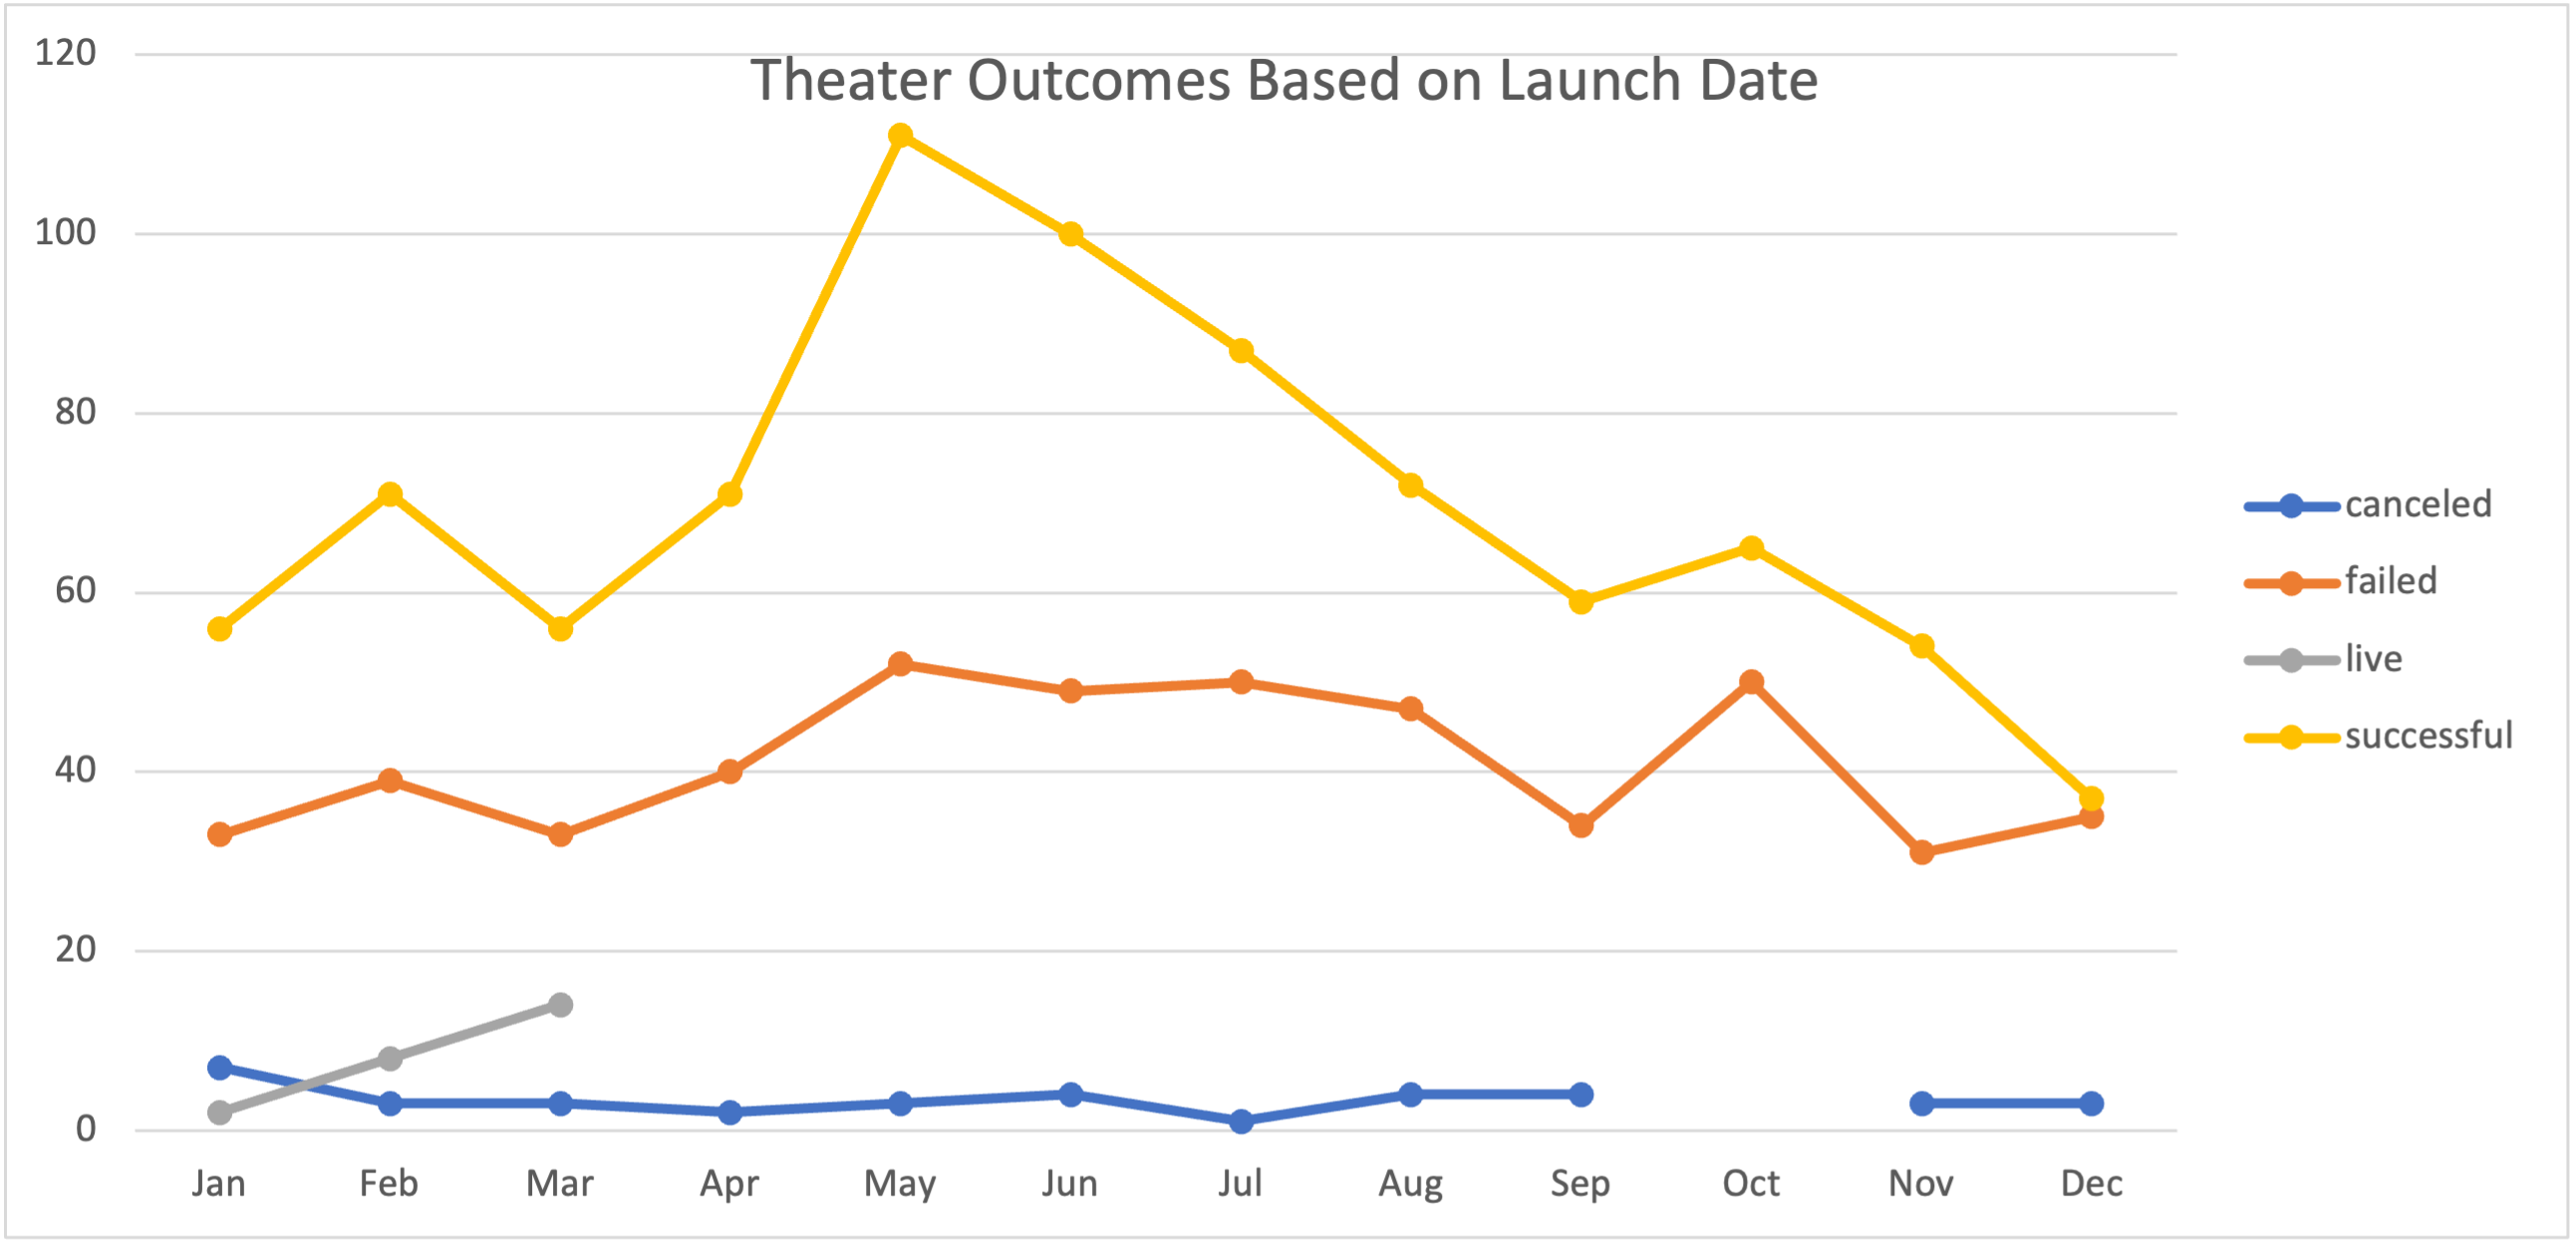 Theater Outcomes Based on Launch Date
120
100
80
60
40
20
0
Jan Feb Mar Apr May Jun Jul Aug Sep Oct Nov Dec
canceled
failed
live
successful